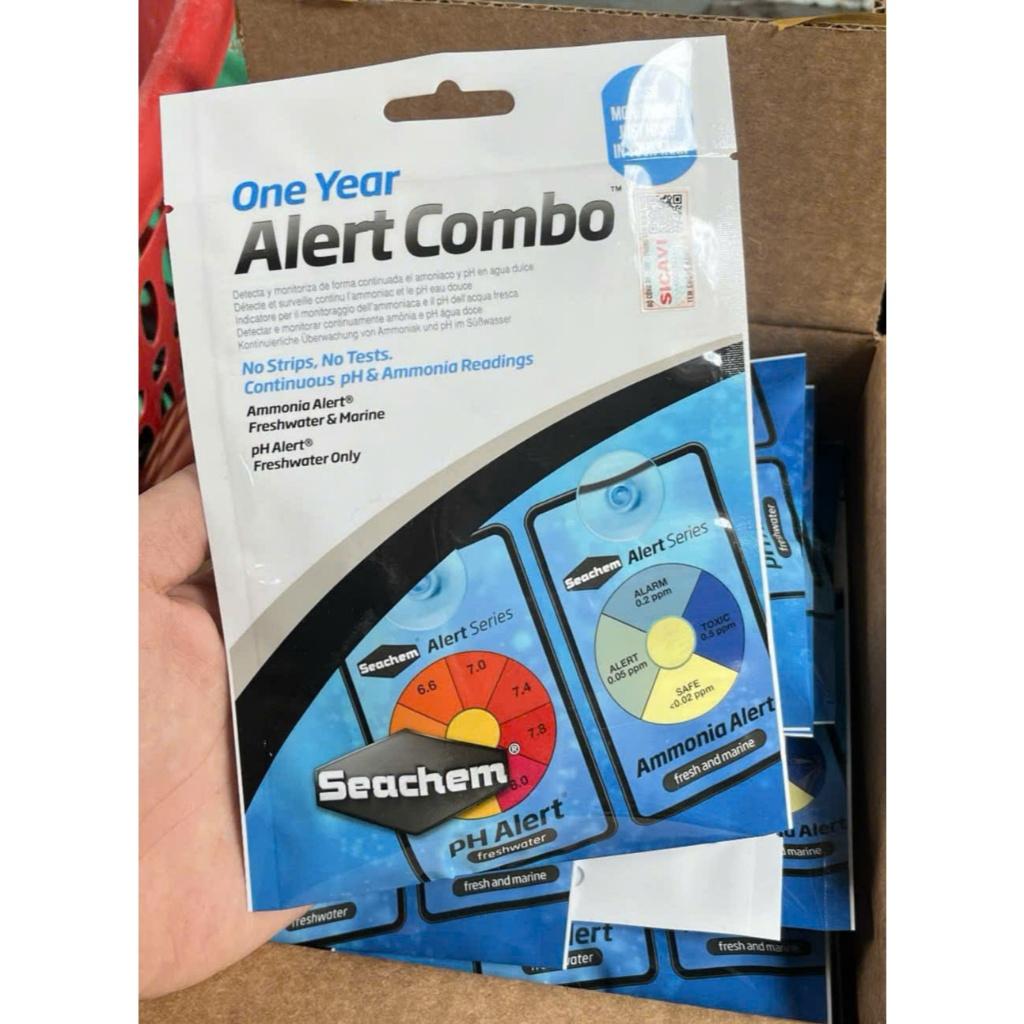 One Year
Alert Combo™
Detecta y monitoriza de forma continuada el amoniaco y pH en agua dulce
Détecte et surveille continu l'ammoniac et le pH eau douce
Indicatore per il monitoraggio dell'ammoniaca e il pH dell'acqua fresca
Detectar e monitorar continuamente amônia e pH água doce
Kontinuierliche Überwachung von Ammoniak und pH im Süßwasser
No Strips, No Tests.
Continuous pH & Ammonia Readings
Ammonia Alert®
Freshwater & Marine
pH Alert®
Freshwater Only
SICAVI
Seachem Alert Series
ALARM
0.2 ppm
TOXIC
0.5 ppm
ALERT
0.05 ppm
SAFE
<0.02 ppm
Ammonia Alert
fresh and marine
Seachem Alert Series
6.6
7.0
7.4
7.8
8.0
Seachem®
pH Alert
freshwater
freshwater
fresh and marine
freshwater
Alert
marine
fresh and marine